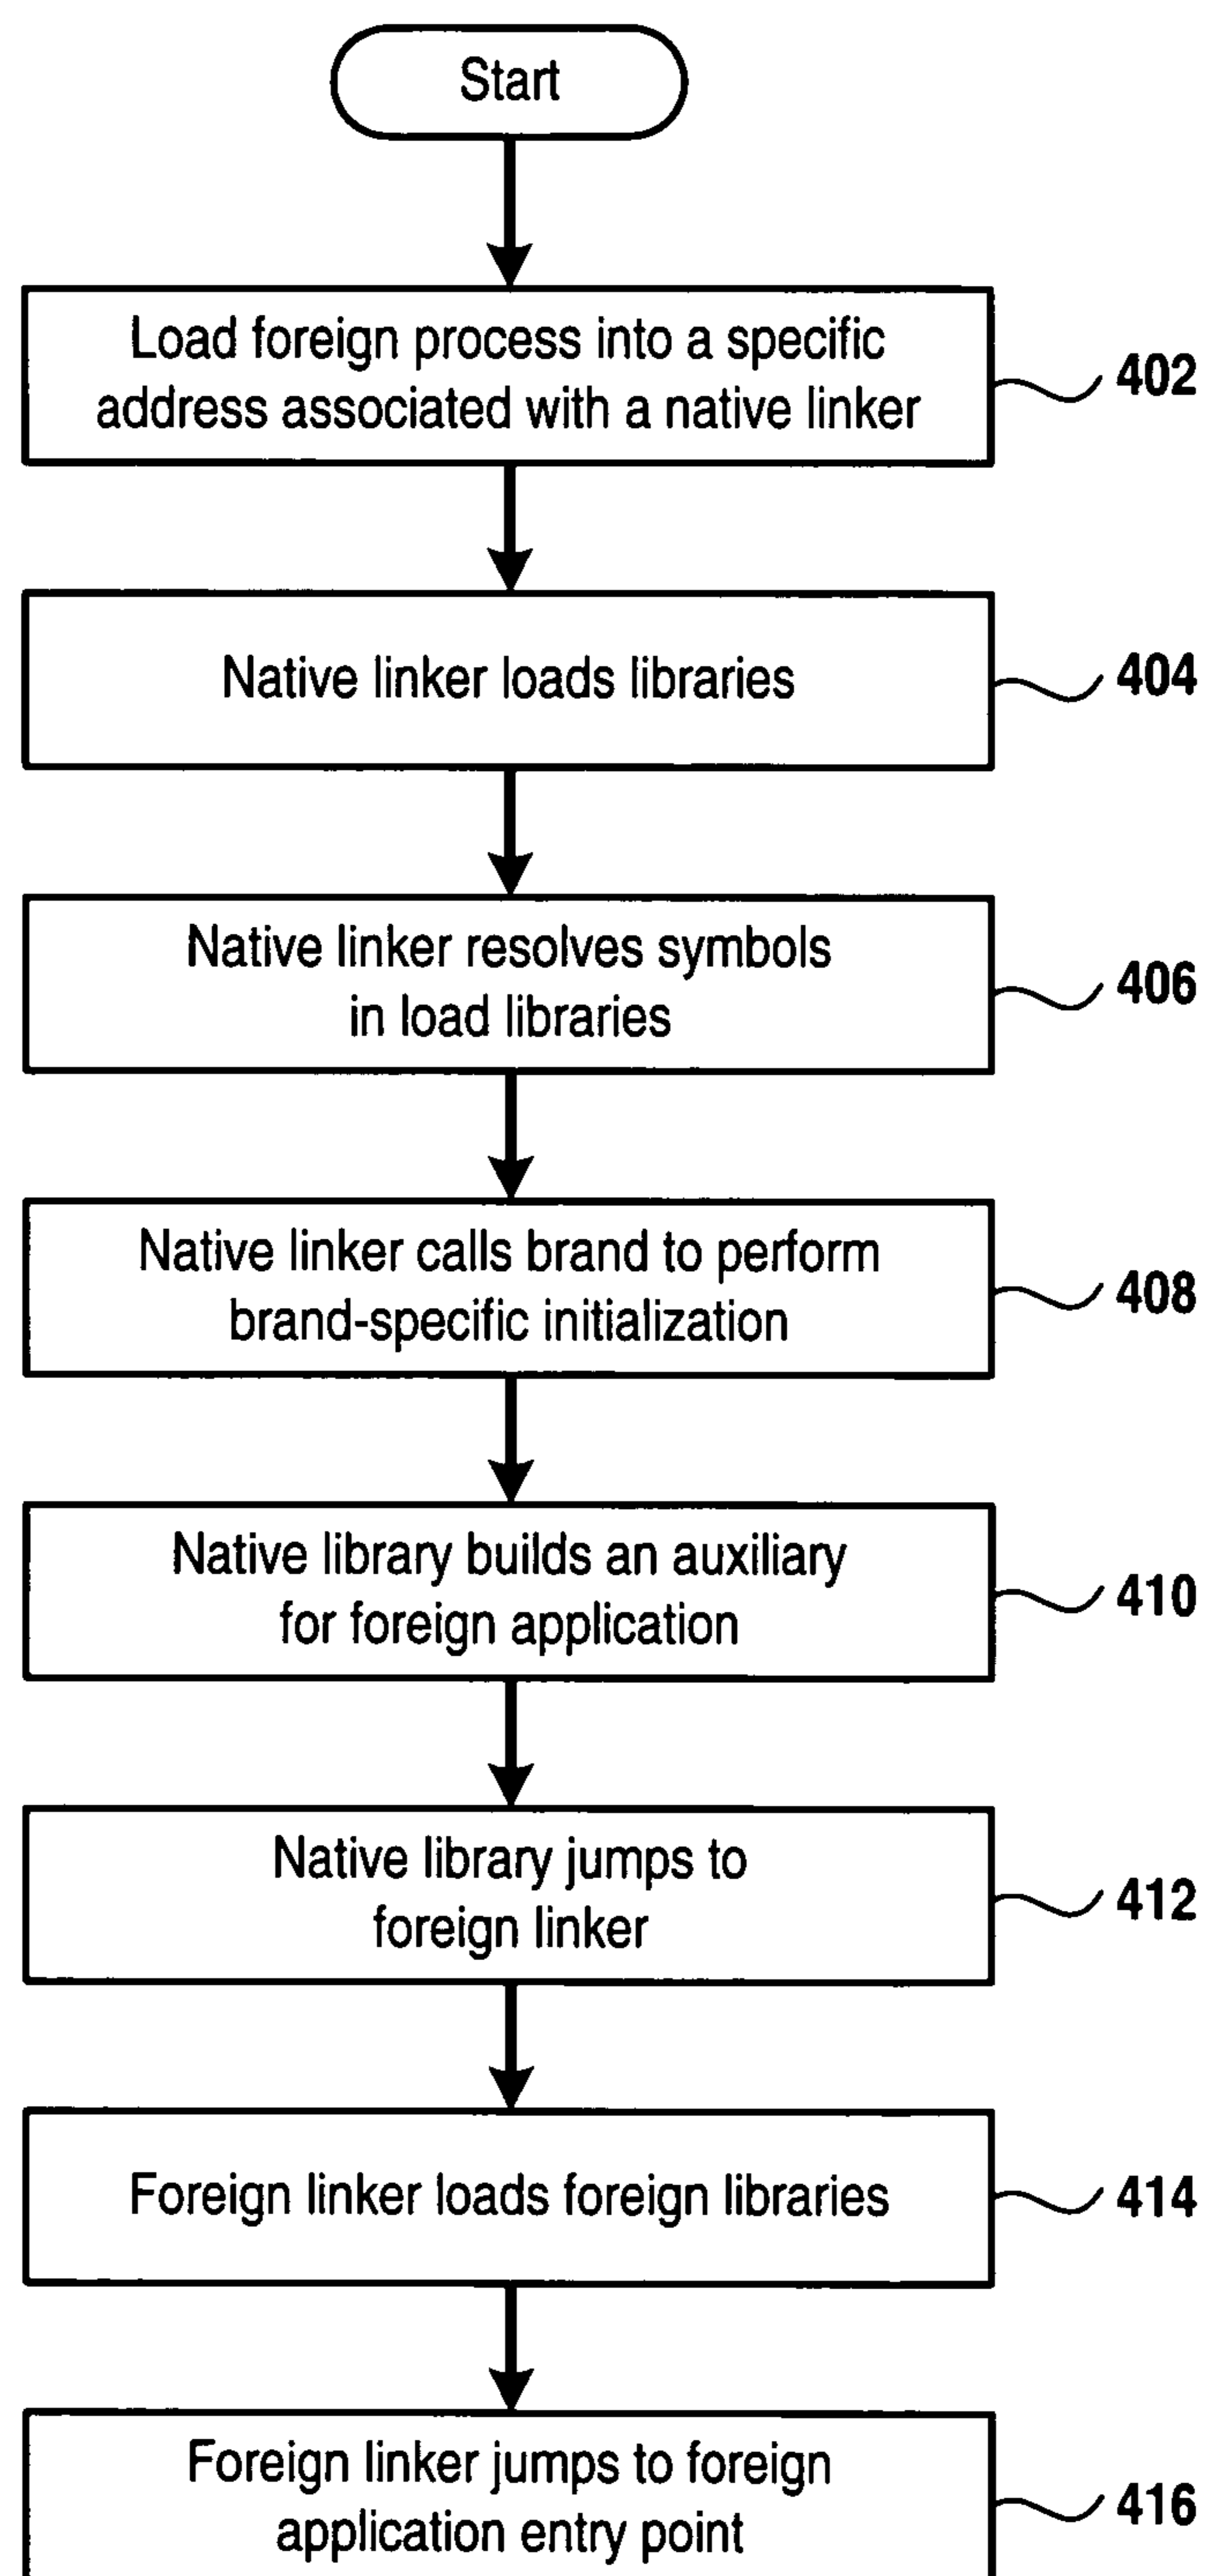 Start
Load foreign process into a specific
address associated with a native linker
402
Native linker loads libraries
404
Native linker resolves symbols
in load libraries
406
Native linker calls brand to perform
brand-specific initialization
408
Native library builds an auxiliary
for foreign application
410
Native library jumps to
foreign linker
412
Foreign linker loads foreign libraries
414
Foreign linker jumps to foreign
application entry point
416